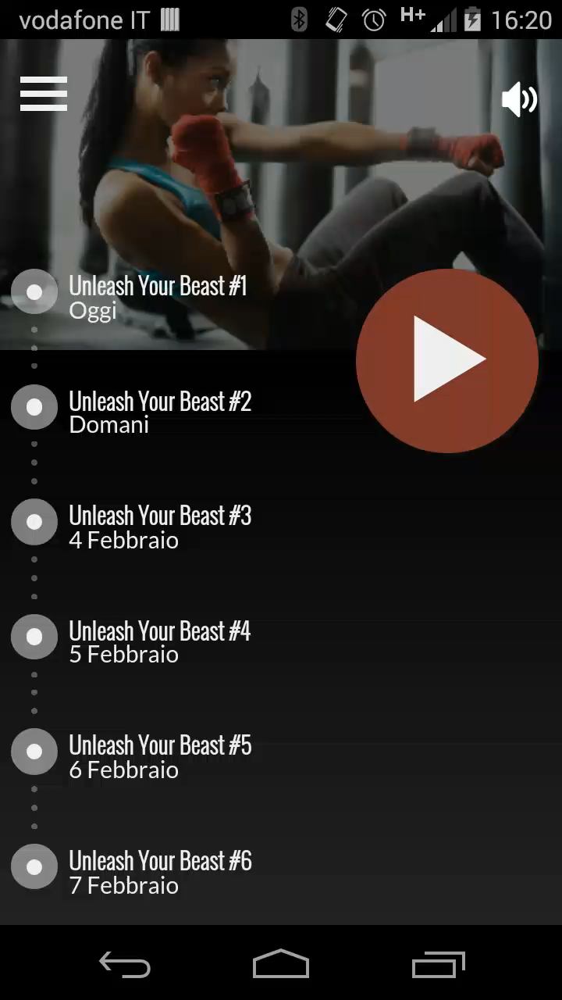 vodafone IT H+ 16:20
Unleash Your Beast #1
Oggi
Unleash Your Beast #2
Domani
Unleash Your Beast #3
4 Febbraio
Unleash Your Beast #4
5 Febbraio
Unleash Your Beast #5
6 Febbraio
Unleash Your Beast #6
7 Febbraio